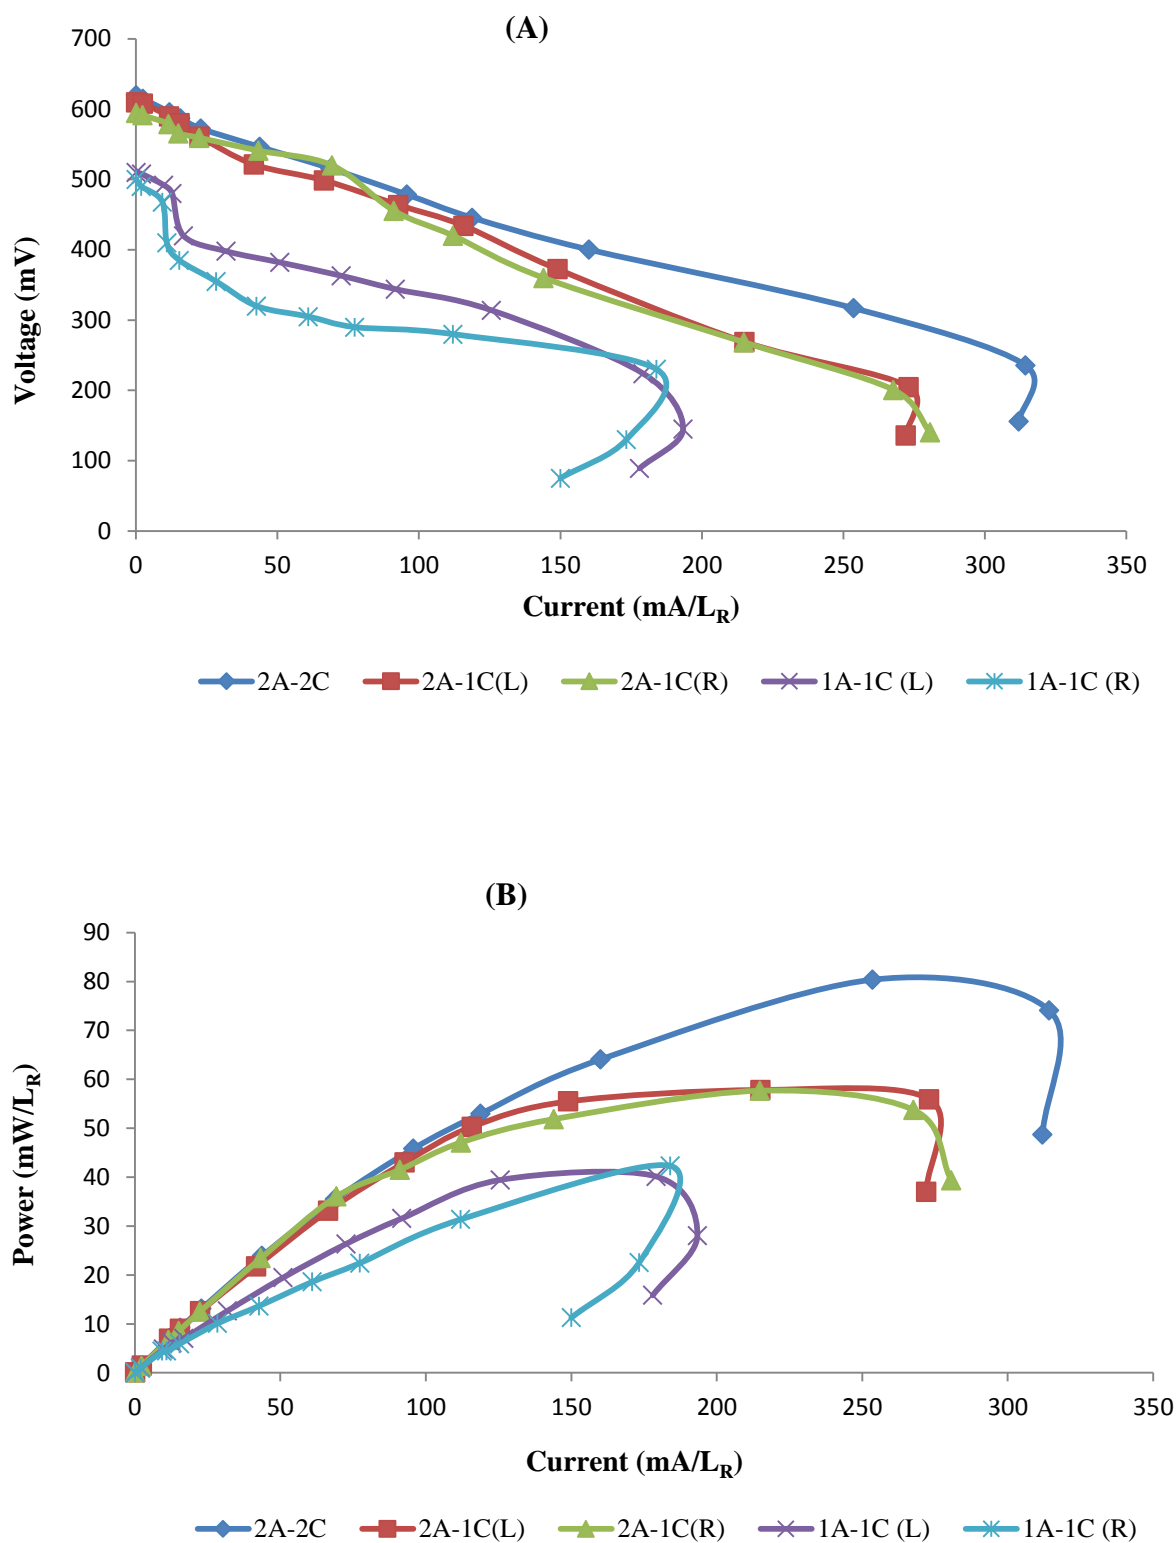 (A)
700
600
500
400
300
200
100
0
Voltage (mV)
0 50 100 150 200 250 300 350
Current (mA/LR)
2A-2C 2A-1C(L) 2A-1C(R) 1A-1C (L) 1A-1C (R)
(B)
90
80
70
60
50
40
30
20
10
0
Power (mW/LR)
0 50 100 150 200 250 300 350
Current (mA/LR)
2A-2C 2A-1C(L) 2A-1C(R) 1A-1C (L) 1A-1C (R)